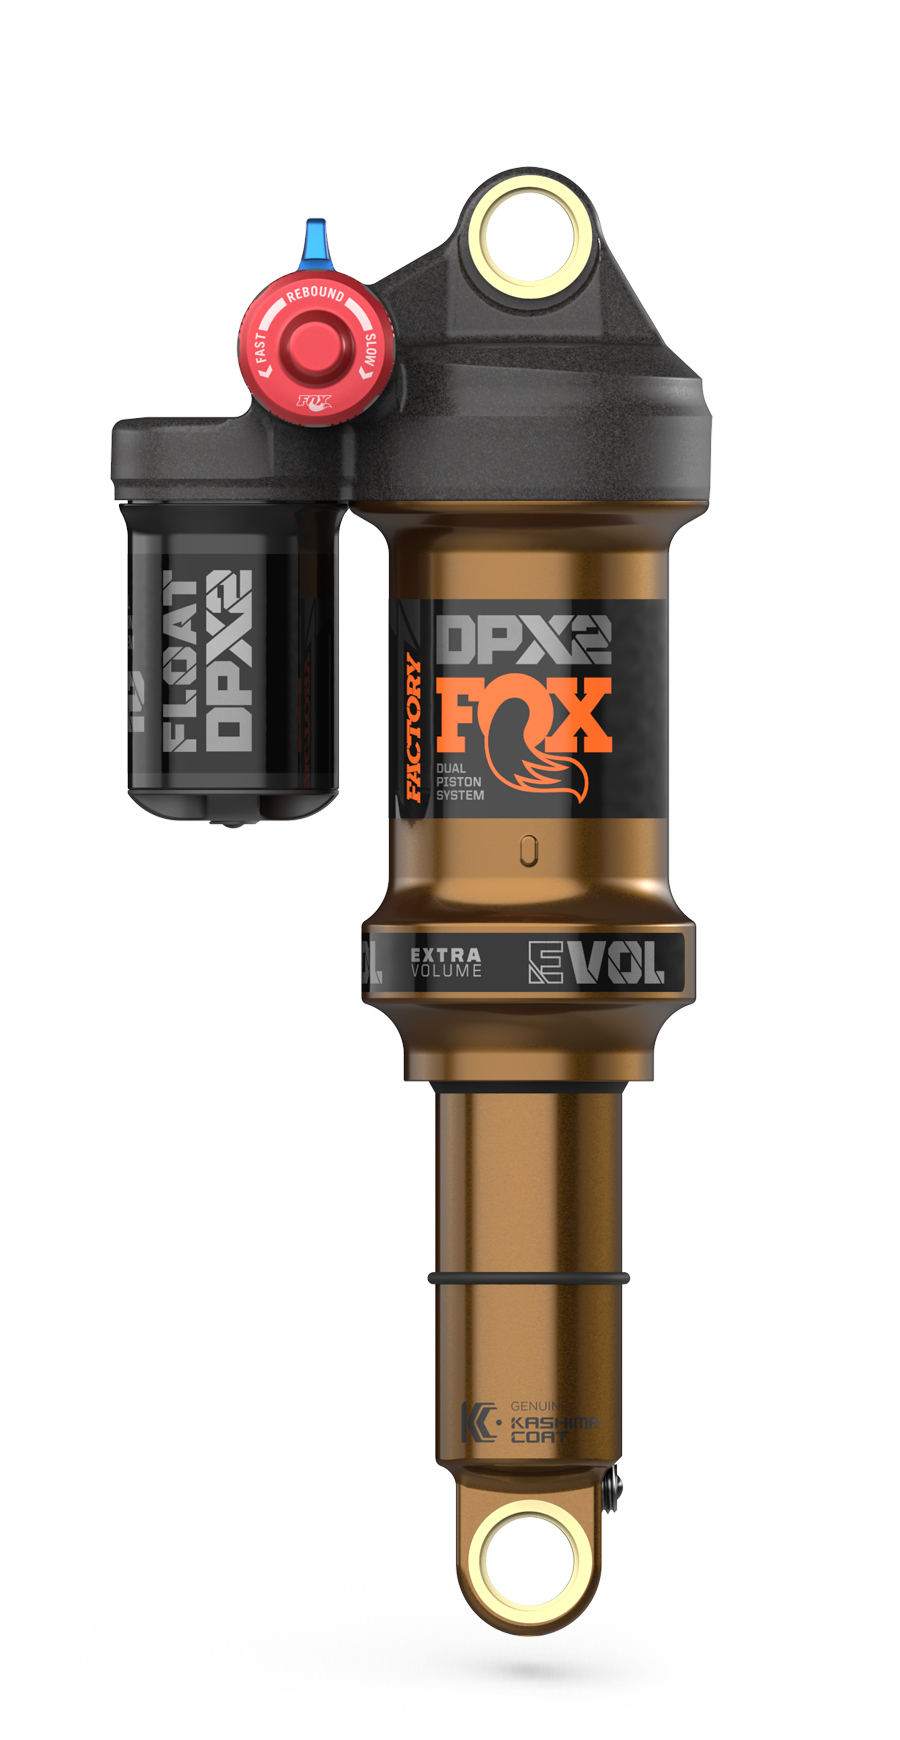 REBOUND
FAST
SLOW
FOX
FLOAT
DPX2
DPX2
FACTORY
FOX
DUAL
PISTON
SYSTEM
EXTRA
VOLUME
EVOL
GENUINE
KASHIMA
COAT